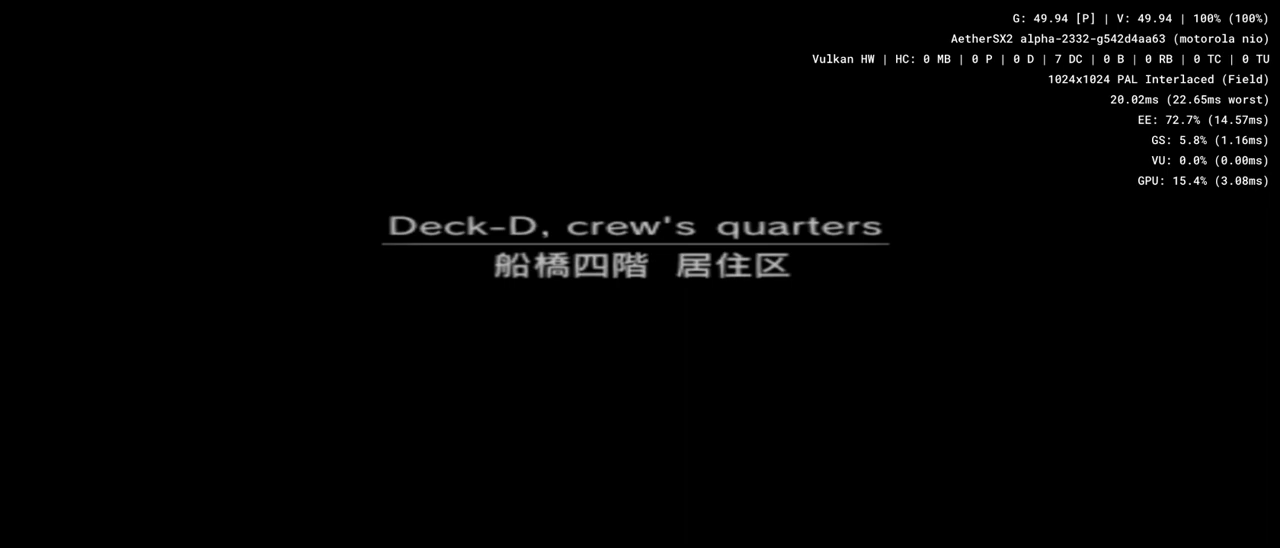 G: 49.94 [P] | V: 49.94 | 100% (100%)
AetherSX2 alpha-2332-g542d4aa63 (motorola nio)
Vulkan HW | HC: 0 MB | 0 P | 0 D | 7 DC | 0 B | 0 RB | 0 TC | 0 TU
1024x1024 PAL Interlaced (Field)
20.02ms (22.65ms worst)
EE: 72.7% (14.57ms)
GS: 5.8% (1.16ms)
VU: 0.0% (0.00ms)
GPU: 15.4% (3.08ms)
Deck-D, crew's quarters
船橋四階 居住区